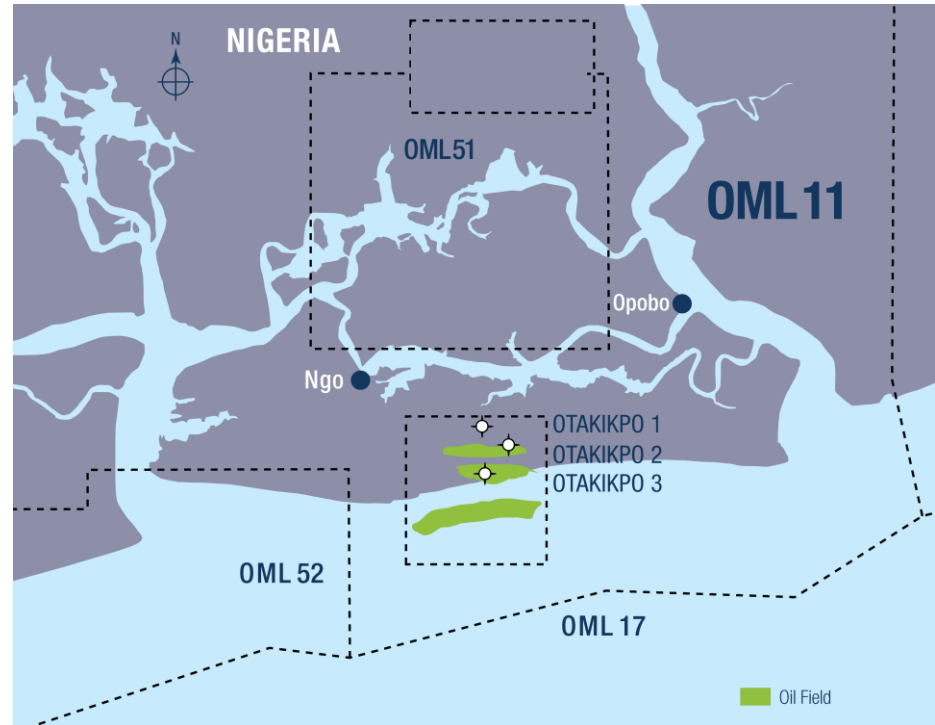 N
NIGERIA
OML51
OML 11
Opobo
Ngo
OTAKIKPO 1
OTAKIKPO 2
OTAKIKPO 3
OML 52
OML 17
Oil Field